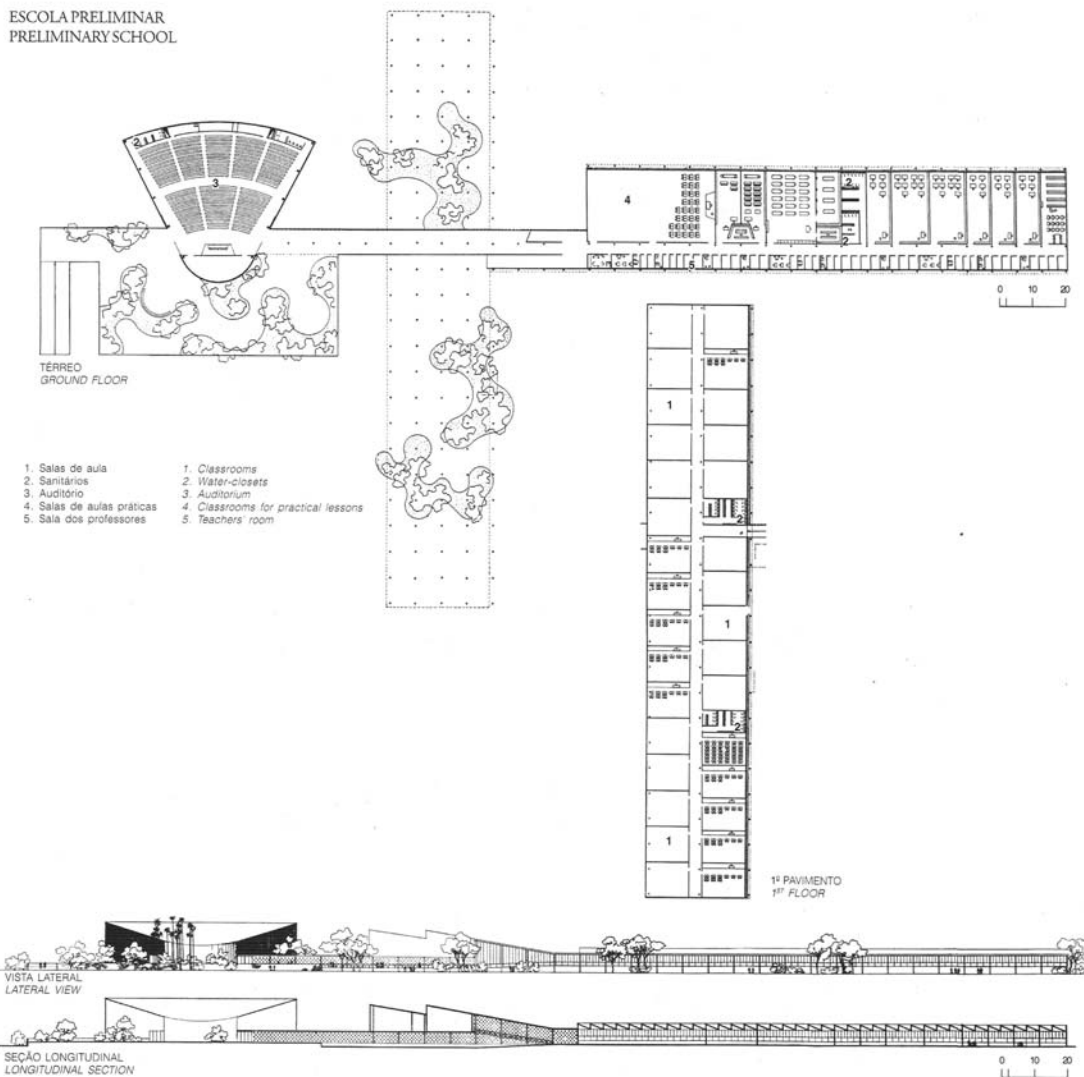 ESCOLA PRELIMINAR
PRELIMINARY SCHOOL
2
3
4
2
2
5
0 10 20
TÉRREO
GROUND FLOOR
1
1. Salas de aula
2. Sanitários
3. Auditório
4. Salas de aulas práticas
5. Sala dos professores
1. Classrooms
2. Water-closets
3. Auditorium
4. Classrooms for practical lessons
5. Teachers' room
2
1
2
1
1º PAVIMENTO
1ST FLOOR
VISTA LATERAL
LATERAL VIEW
SEÇÃO LONGITUDINAL
LONGITUDINAL SECTION
0 10 20